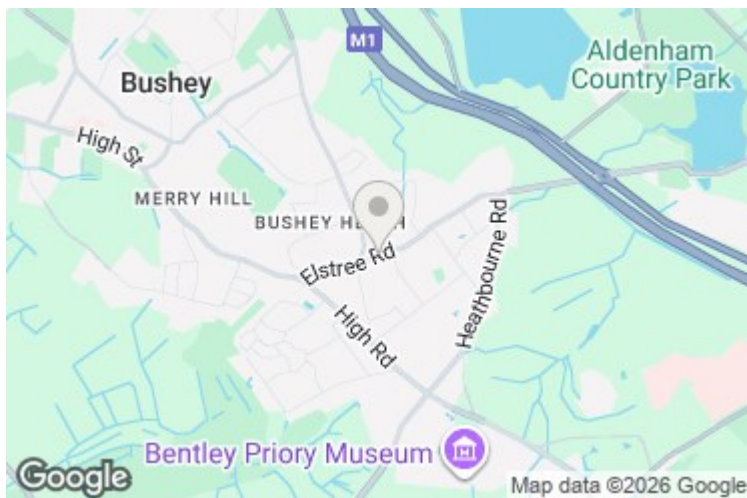 M1
Aldenham
Country Park
Bushey
High St
MERRY HILL
BUSHEY H H
Elstree Rd
Heathbourne Rd
High Rd
Bentley Priory Museum
Google
Map data ©2026 Google